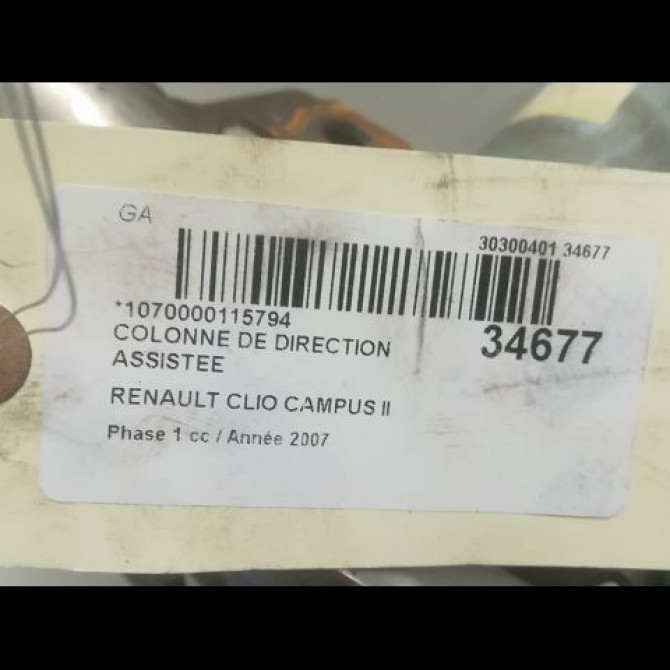 GA
30300401 34677
*1070000115794
34677
COLONNE DE DIRECTION
ASSISTEE
RENAULT CLIO CAMPUS II
Phase 1 cc / Année 2007